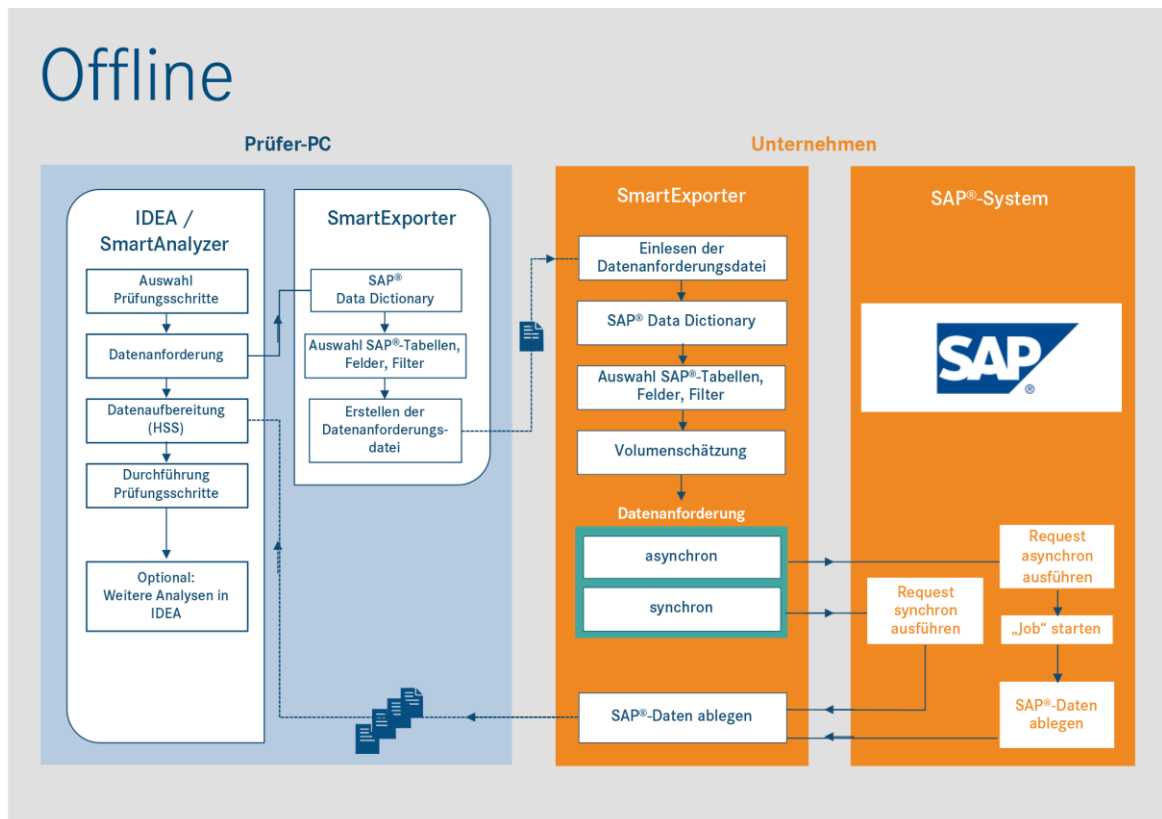 Offline
Prüfer-PC
Unternehmen
IDEA /
SmartAnalyzer
Auswahl
Prüfungsschritte
Datenanforderung
Datenaufbereitung
(HSS)
Durchführung
Prüfungsschritte
Optional:
Weitere Analysen in
IDEA
SmartExporter
SAP®
Data Dictionary
Auswahl SAP®-Tabellen,
Felder, Filter
Erstellen der
Datenanforderungs-
datei
SmartExporter
Einlesen der
Datenanforderungsdatei
SAP® Data Dictionary
Auswahl SAP®-Tabellen,
Felder, Filter
Volumenschätzung
Datenanforderung
asynchron
synchron
SAP®-Daten ablegen
SAP®-System
SAP®
Request
asynchron
ausführen
Request
synchron
ausführen
„Job“ starten
SAP®-Daten
ablegen